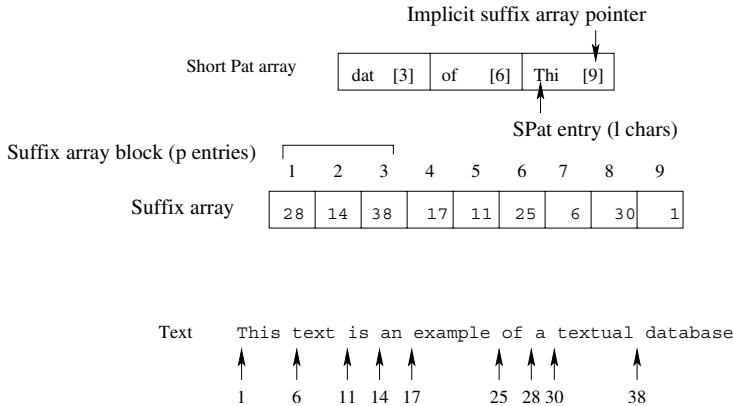 Implicit suffix array pointer
Short Pat array
dat [3] of [6] Thi [9]
SPat entry (l chars)
Suffix array block (p entries)
1 2 3 4 5 6 7 8 9
Suffix array
28 14 38 17 11 25 6 30 1
Text This text is an example of a textual database
1 6 11 14 17 25 28 30 38